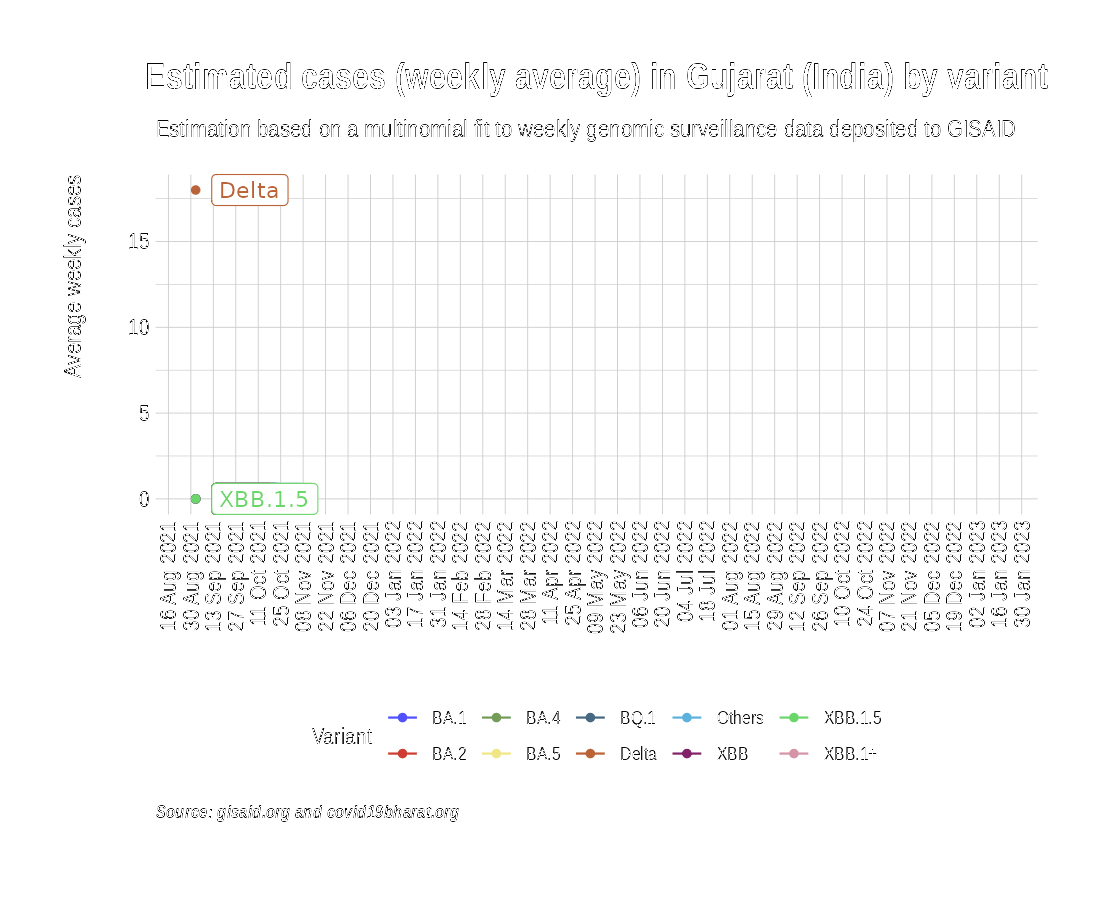 Estimated cases (weekly average) in Gujarat (India) by variant
Estimation based on a multinomial fit to weekly genomic surveillance data deposited to GISAID
Average weekly cases
Delta
15
10
5
0
XBB.1.5
16 Aug 2021
30 Aug 2021
13 Sep 2021
27 Sep 2021
11 Oct 2021
25 Oct 2021
08 Nov 2021
22 Nov 2021
06 Dec 2021
20 Dec 2021
03 Jan 2022
17 Jan 2022
31 Jan 2022
14 Feb 2022
28 Feb 2022
14 Mar 2022
28 Mar 2022
11 Apr 2022
25 Apr 2022
09 May 2022
23 May 2022
06 Jun 2022
20 Jun 2022
04 Jul 2022
18 Jul 2022
01 Aug 2022
15 Aug 2022
29 Aug 2022
12 Sep 2022
26 Sep 2022
10 Oct 2022
24 Oct 2022
07 Nov 2022
21 Nov 2022
05 Dec 2022
19 Dec 2022
02 Jan 2023
16 Jan 2023
30 Jan 2023
Variant
BA.1 BA.4 BQ.1 Others XBB.1.5
BA.2 BA.5 Delta XBB XBB.1+
Source: gisaid.org and covid19bharat.org